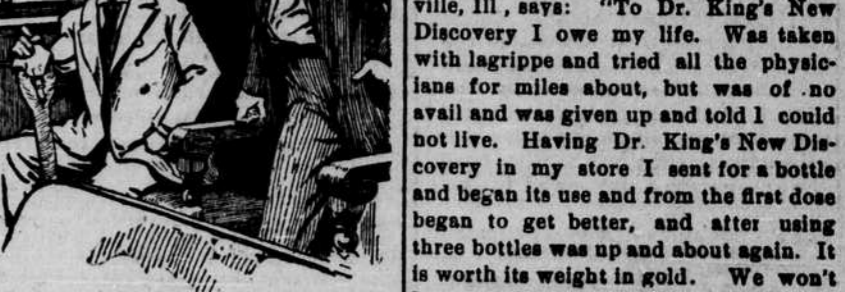 ville, Ill , says: "To Dr. King's New
Discovery I owe my life. Was taken
with lagrippe and tried all the physic-
ians for miles about, but was of no
avail and was given up and told I could
not live. Having Dr. King's New Dis-
covery in my store I sent for a bottle
and began its use and from the first dose
began to get better, and after using
three bottles was up and about again. It
is worth its weight in gold. We won't